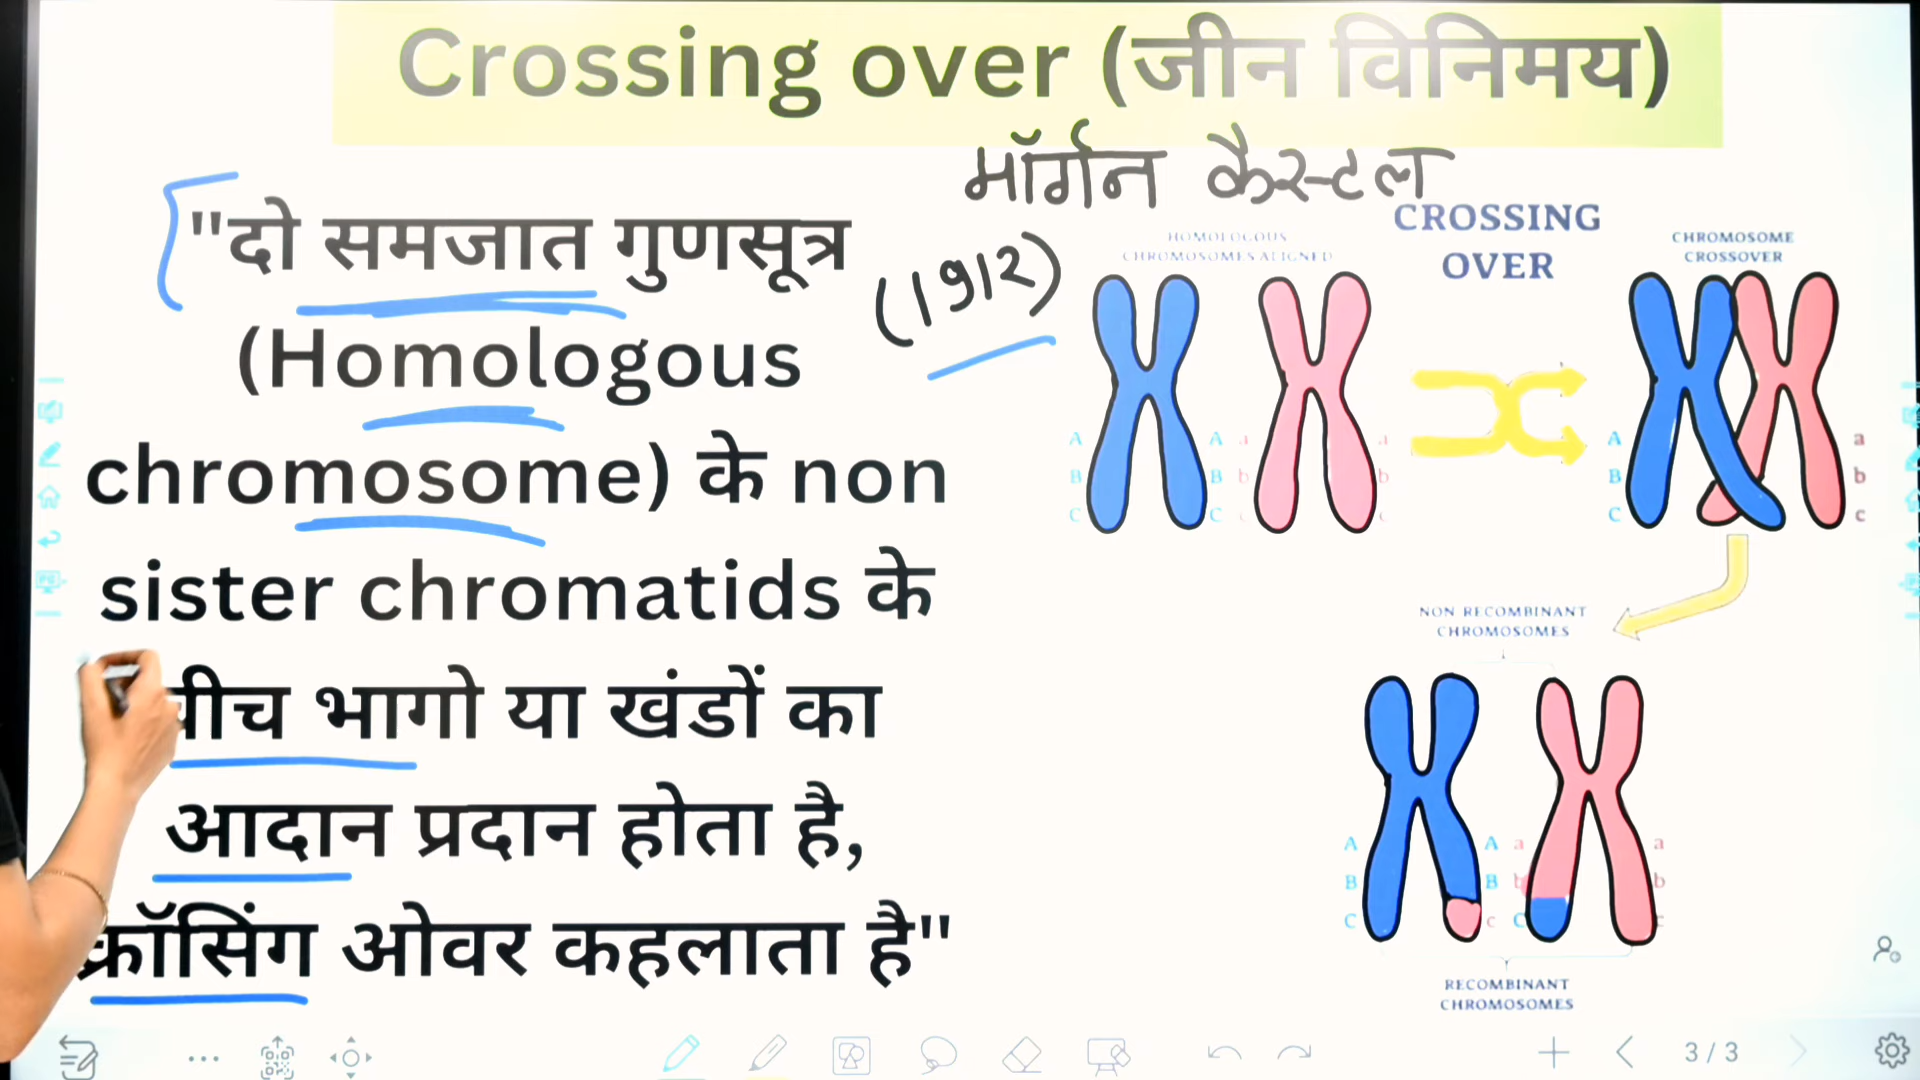 Crossing over (जीन विनिमय)
मॉर्गन कैस्टल
(1912)
"दो समजात गुणसूत्र
(Homologous
chromosome) के non
sister chromatids के
भागो या खंडों का
आदान प्रदान होता है,
क्रॉसिंग ओवर कहलाता है"
HOMOLOGOUS
CHROMOSOMES ALIGNED
CROSSING
OVER
CHROMOSOME
CROSSOVER
A A a a
B B b b
C C
A a
B b
C c
NON RECOMBINANT
CHROMOSOMES
A A a a
B B b b
C c C c
RECOMBINANT
CHROMOSOMES
3 / 3